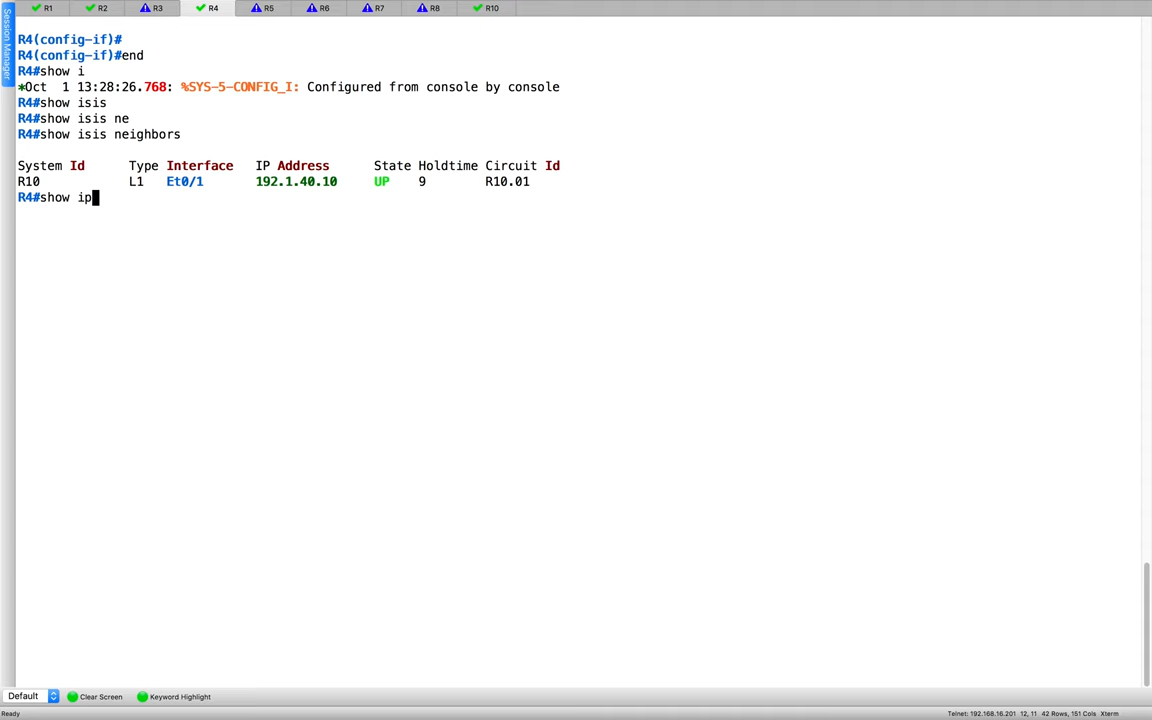 R1 R2 R3 R4 R5 R6 R7 R8 R10
Session Manager
R4(config-if)#
R4(config-if)#end
R4#show i
*Oct  1 13:28:26.768: %SYS-5-CONFIG_I: Configured from console by console
R4#show isis
R4#show isis ne
R4#show isis neighbors
System Id      Type Interface   IP Address      State Holdtime Circuit Id
R10            L1   Et0/1       192.1.40.10     UP    9        R10.01
R4#show ip
Default Clear Screen Keyword Highlight
Ready Telnet: 192.168.16.201 12, 11 42 Rows, 151 Cols Xterm